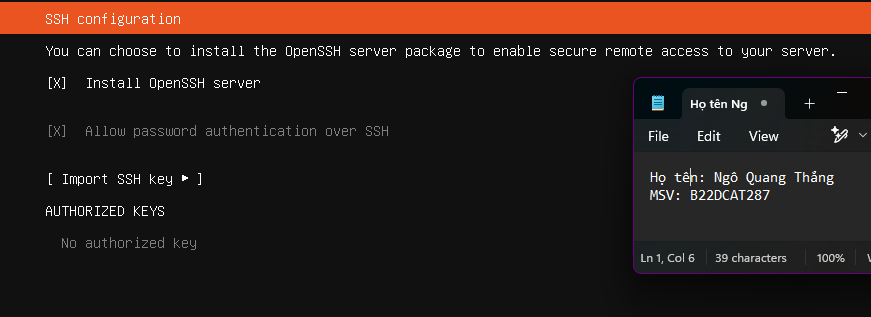 SSH configuration
You can choose to install the OpenSSH server package to enable secure remote access to your server.
[X] Install OpenSSH server
[X] Allow password authentication over SSH
[ Import SSH key ▸ ]
AUTHORIZED KEYS
No authorized key
Họ tên Ng
File Edit View
Họ tên: Ngô Quang Thắng
MSV: B22DCAT287
Ln 1, Col 6 39 characters 100%